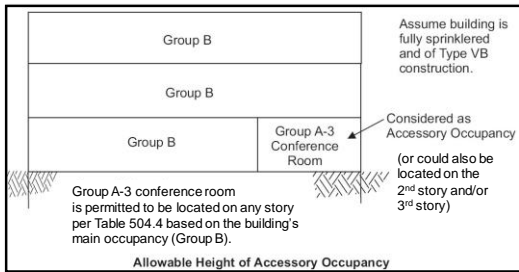 Group B
Assume building is
fully sprinklered
and of Type VB
construction.
Group B
Group B
Group A-3
Conference
Room
Considered as
Accessory Occupancy
(or could also be
located on the
2nd story and/or
3rd story)
Group A-3 conference room
is permitted to be located on any story
per Table 504.4 based on the building's
main occupancy (Group B).
Allowable Height of Accessory Occupancy